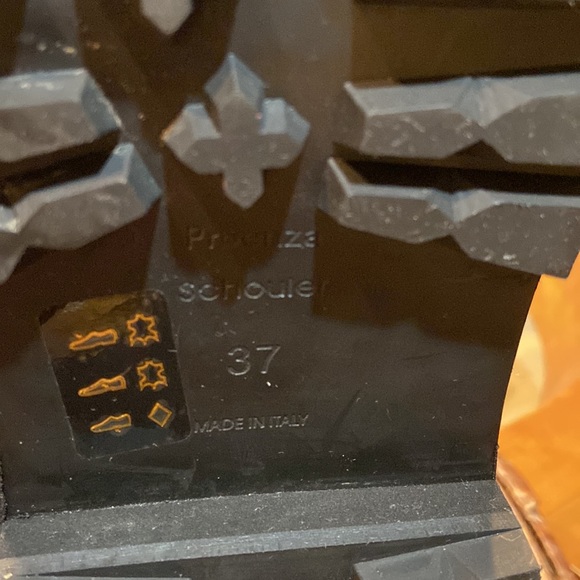 Proenza
schouler
37
MADE IN ITALY